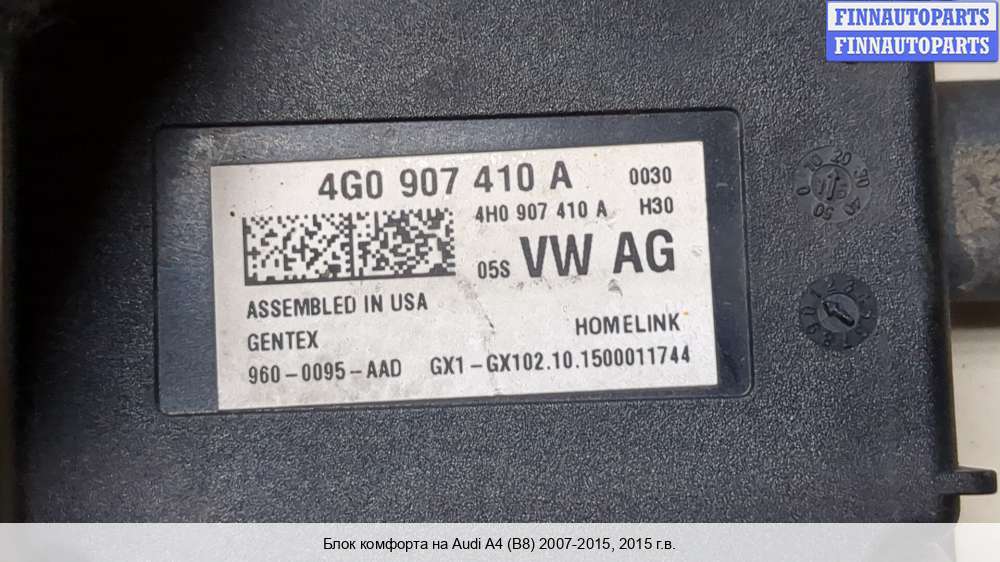 FINNAUTOPARTS
FINNAUTOPARTS
4G0 907 410 A 0030
4H0 907 410 A H30
05S VW AG
ASSEMBLED IN USA
GENTEX HOMELINK
960-0095-AAD GX1-GX102.10.1500011744
Блок комфорта на Audi A4 (B8) 2007-2015, 2015 г.в.